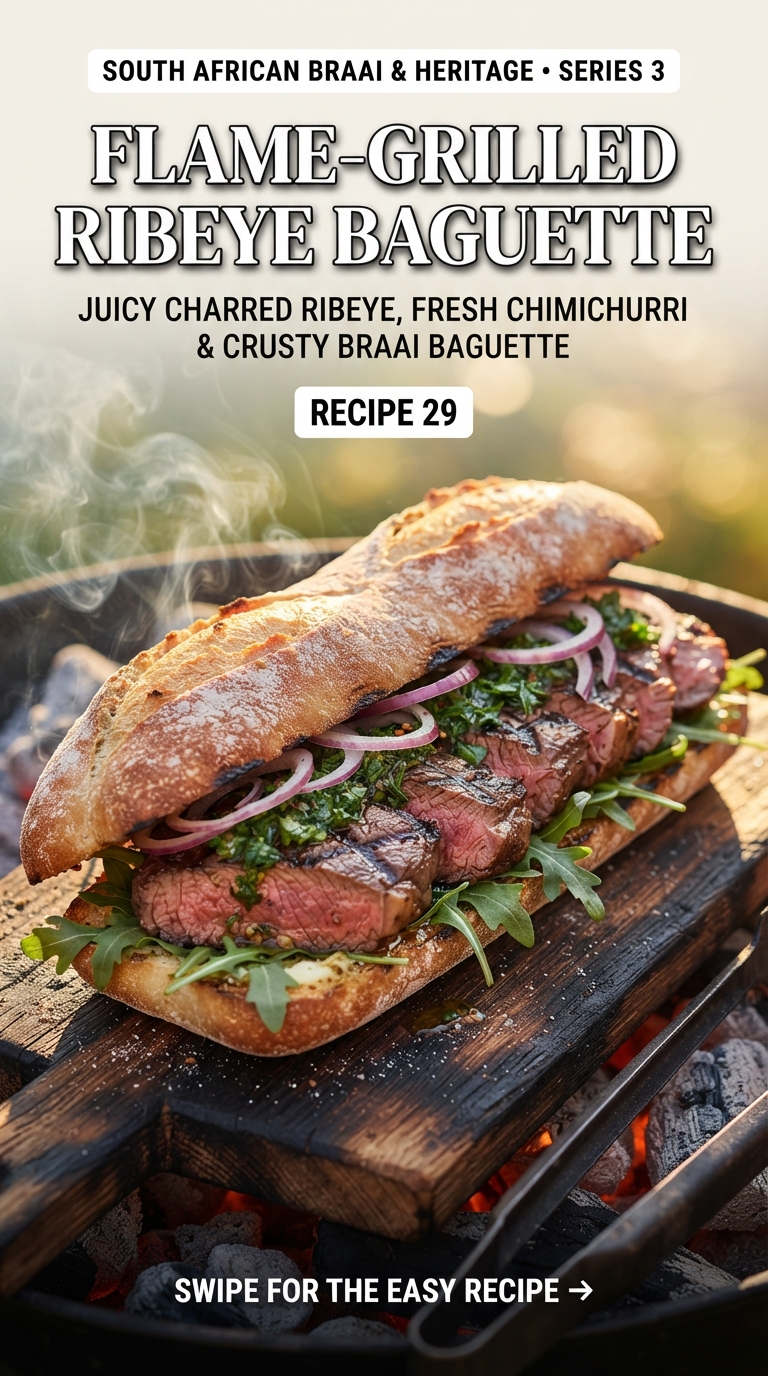 SOUTH AFRICAN BRAAI & HERITAGE • SERIES 3
FLAME-GRILLED
RIBEYE BAGUETTE
JUICY CHARRED RIBEYE, FRESH CHIMICHURRI
& CRUSTY BRAAI BAGUETTE
RECIPE 29
SWIPE FOR THE EASY RECIPE →